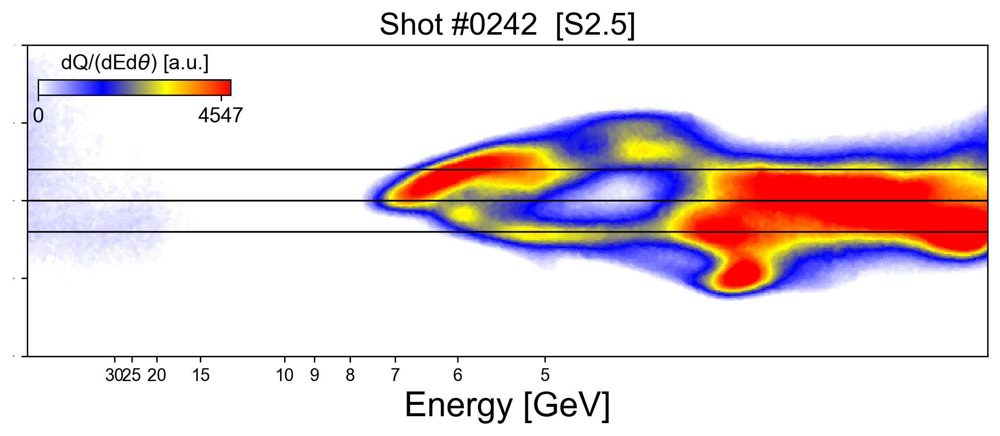 Shot #0242 [S2.5]
dQ/(dEdθ) [a.u.]
0 4547
30 25 20 15 10 9 8 7 6 5
Energy [GeV]